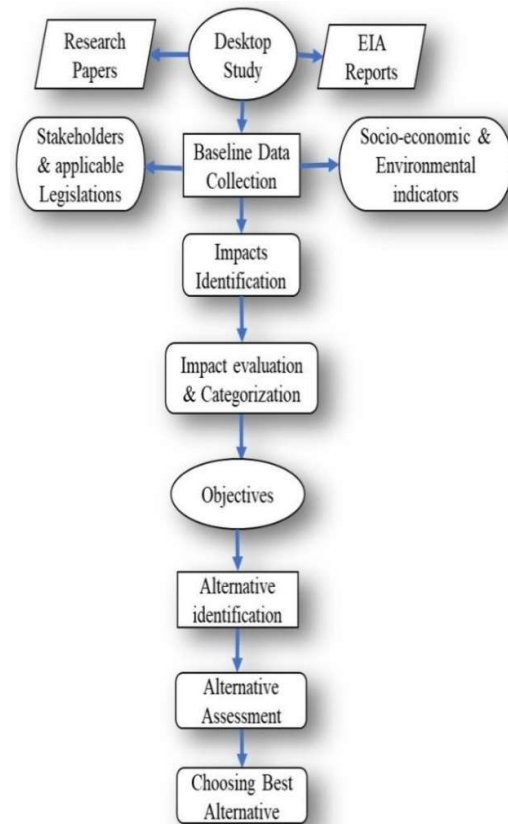 Research
Papers
Desktop
Study
EIA
Reports
Stakeholders
& applicable
Legislations
Baseline Data
Collection
Socio-economic &
Environmental
indicators
Impacts
Identification
Impact evaluation
& Categorization
Objectives
Alternative
identification
Alternative
Assessment
Choosing Best
Alternative